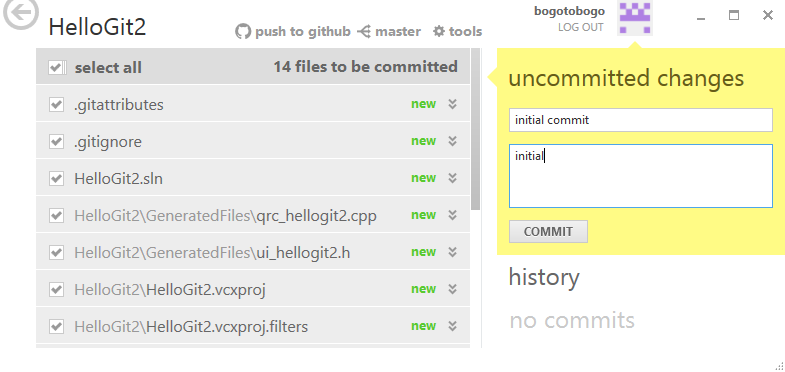 HelloGit2
push to github master tools
bogotobogo
LOG OUT
select all 14 files to be committed
.gitattributes new
.gitignore new
HelloGit2.sln new
HelloGit2\GeneratedFiles\qrc_hellogit2.cpp new
HelloGit2\GeneratedFiles\ui_hellogit2.h new
HelloGit2\HelloGit2.vcxproj new
HelloGit2\HelloGit2.vcxproj.filters new
uncommitted changes
initial commit
initial
COMMIT
history
no commits